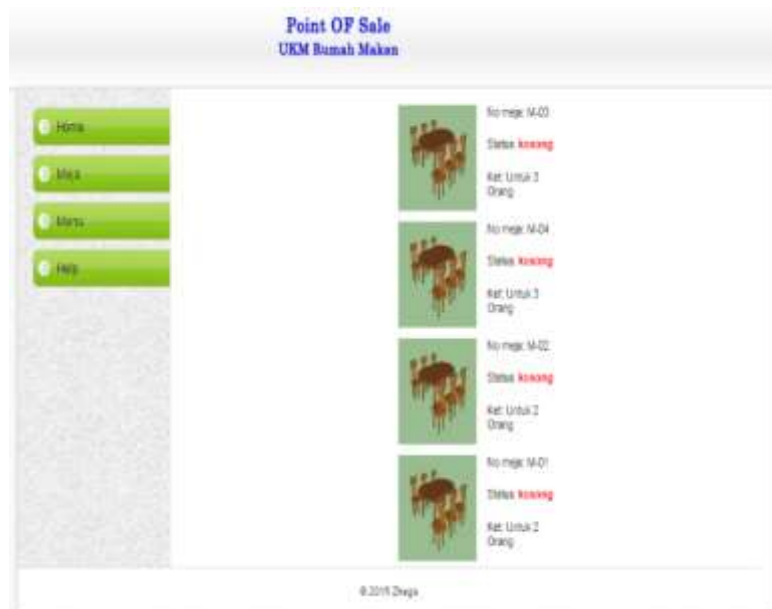 Point OF Sale
UKM Rumah Makan
Home
Meja
Menu
Help
No meja: M-03
Status kosong
Ket: Untuk 3
Orang
No meja: M-04
Status kosong
Ket: Untuk 3
Orang
No meja: M-02
Status kosong
Ket: Untuk 2
Orang
No meja: M-01
Status kosong
Ket: Untuk 2
Orang
© 2015